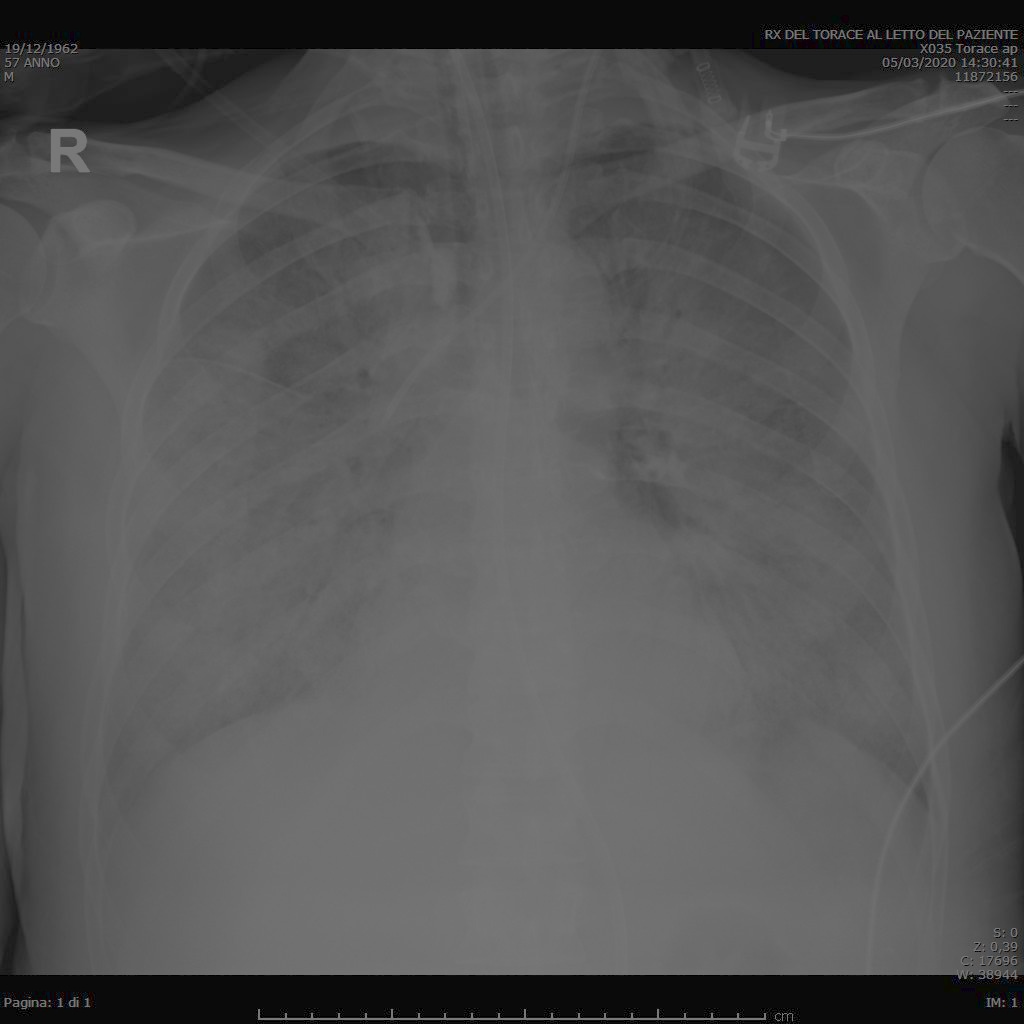 19/12/1962
57 ANNO
M
RX DEL TORACE AL LETTO DEL PAZIENTE
X035 Torace ap
05/03/2020 14:30:41
11872156
---
---
---
R
S: 0
Z: 0,39
C: 17696
W: 38944
Pagina: 1 di 1
cm
IM: 1